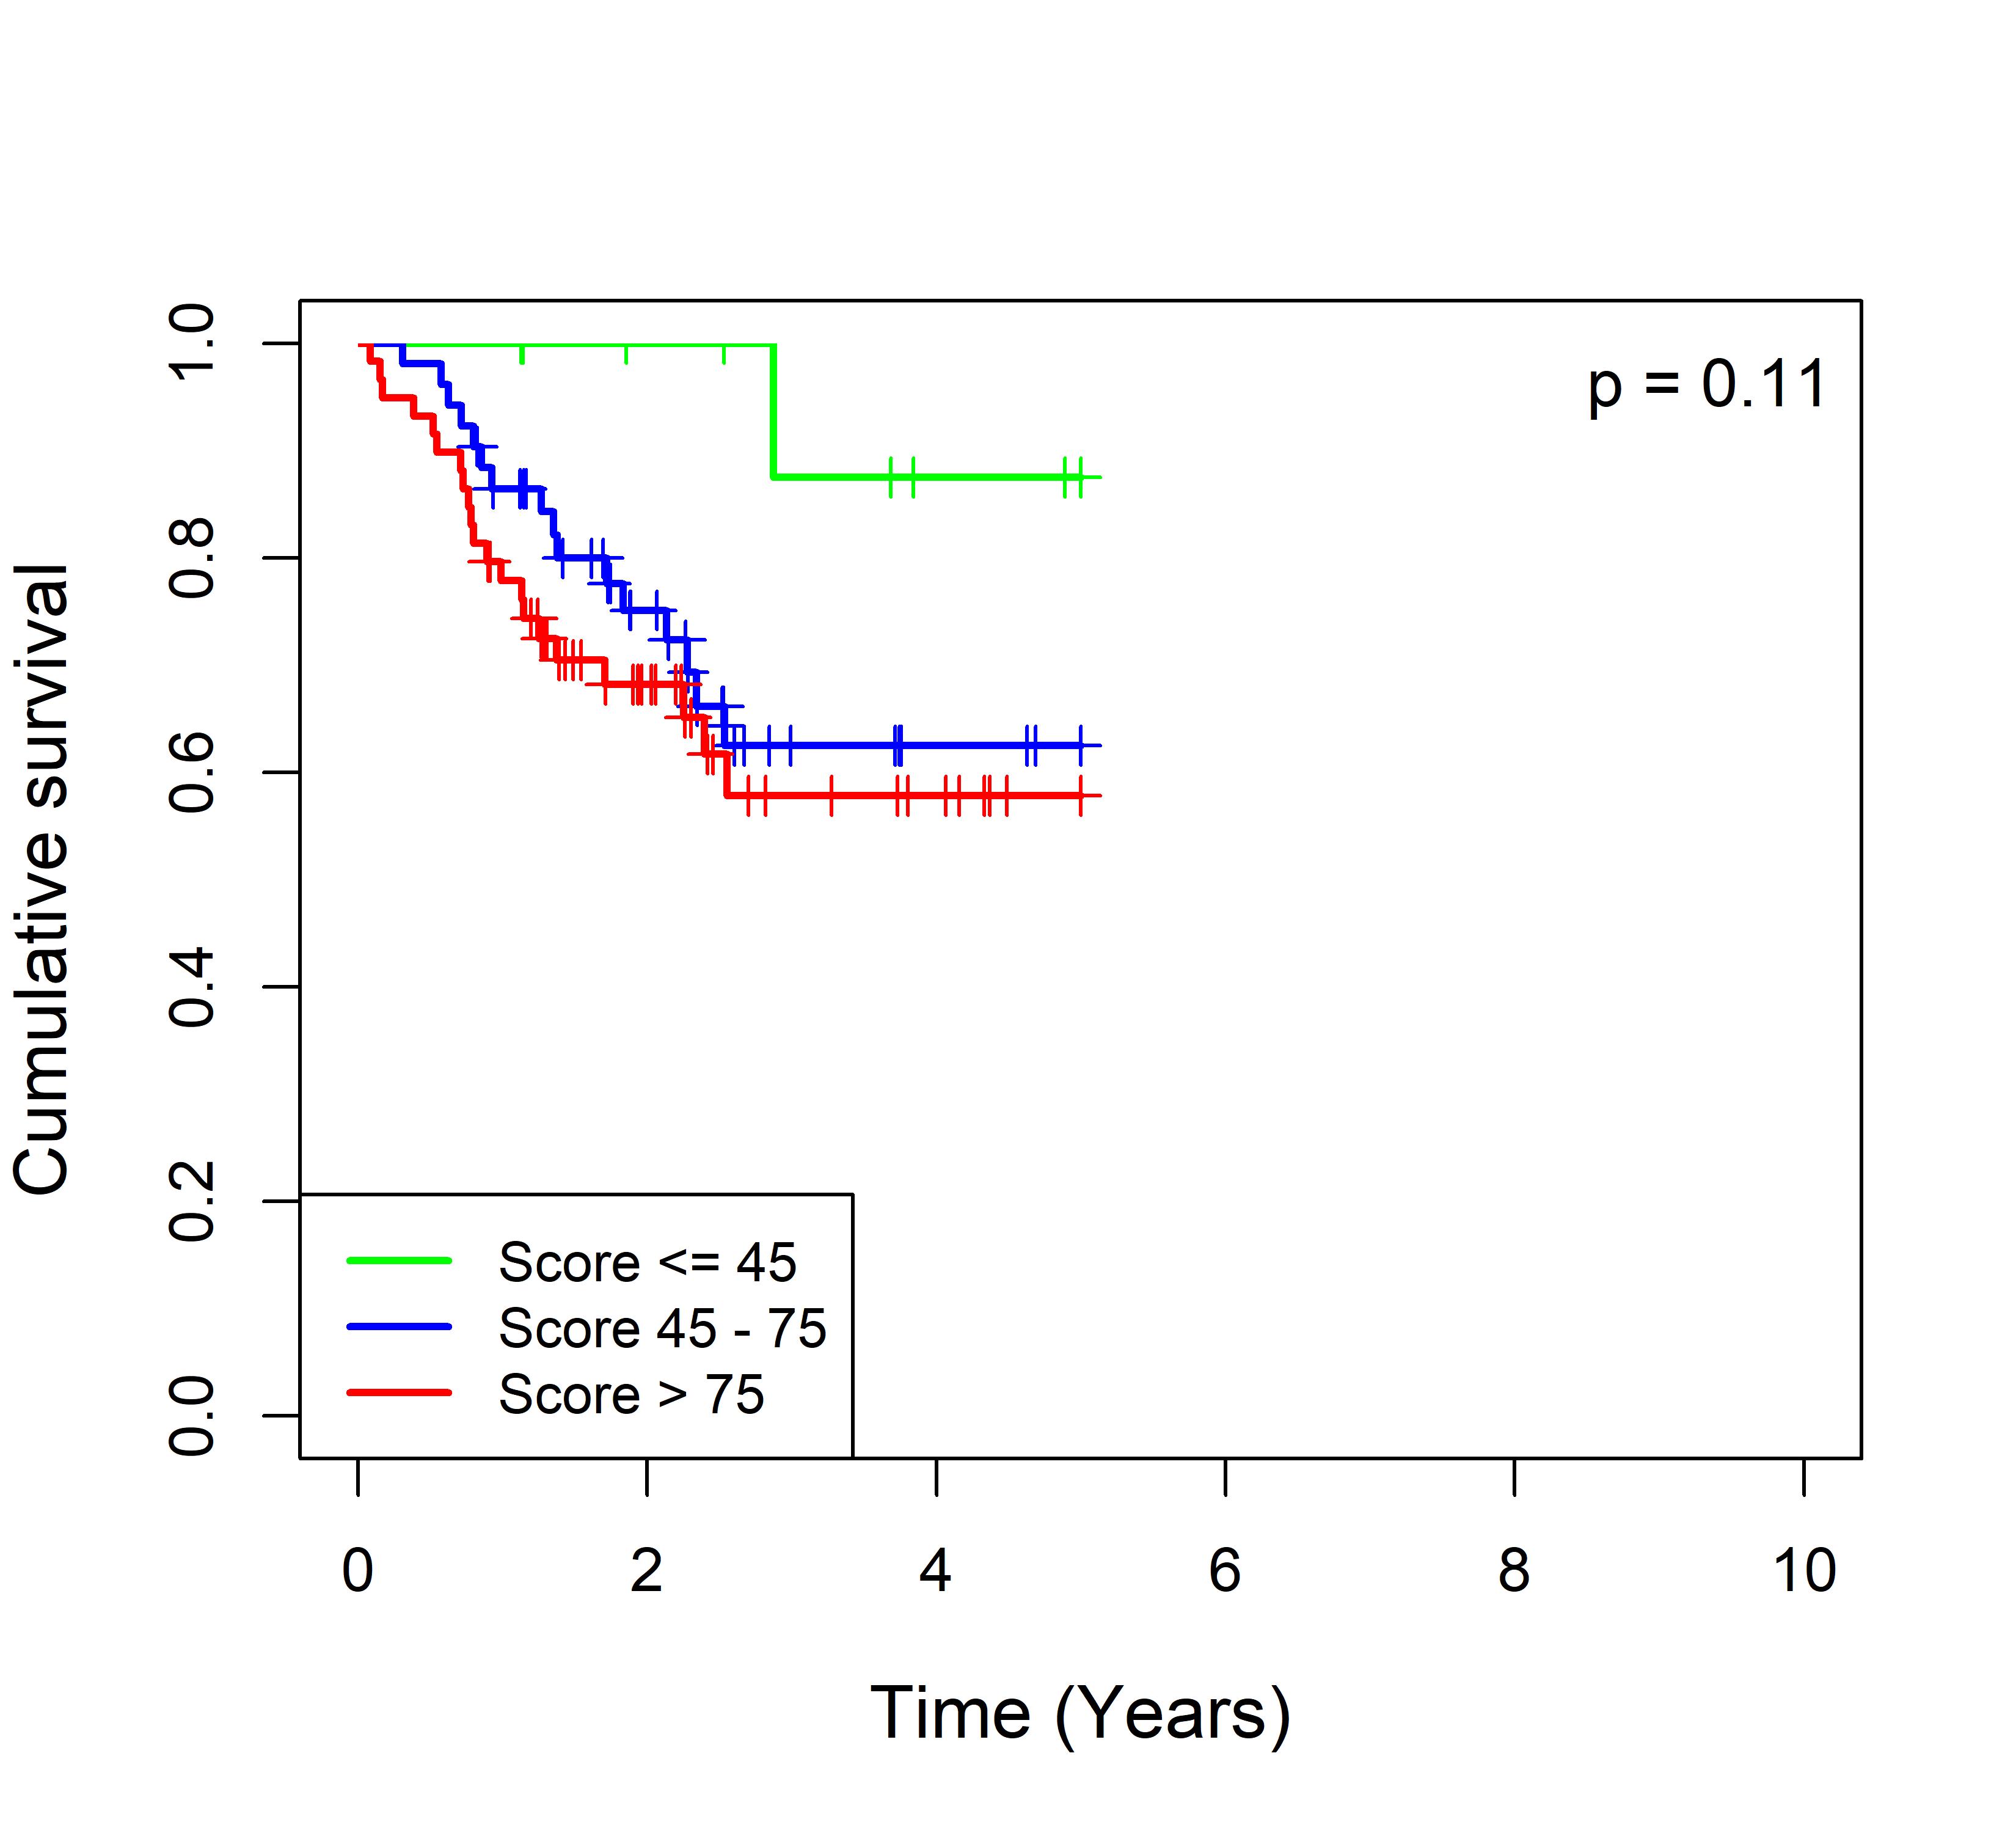 p = 0.11
Cumulative survival
1.0
0.8
0.6
0.4
0.2
0.0
Score <= 45
Score 45 - 75
Score > 75
0 2 4 6 8 10
Time (Years)